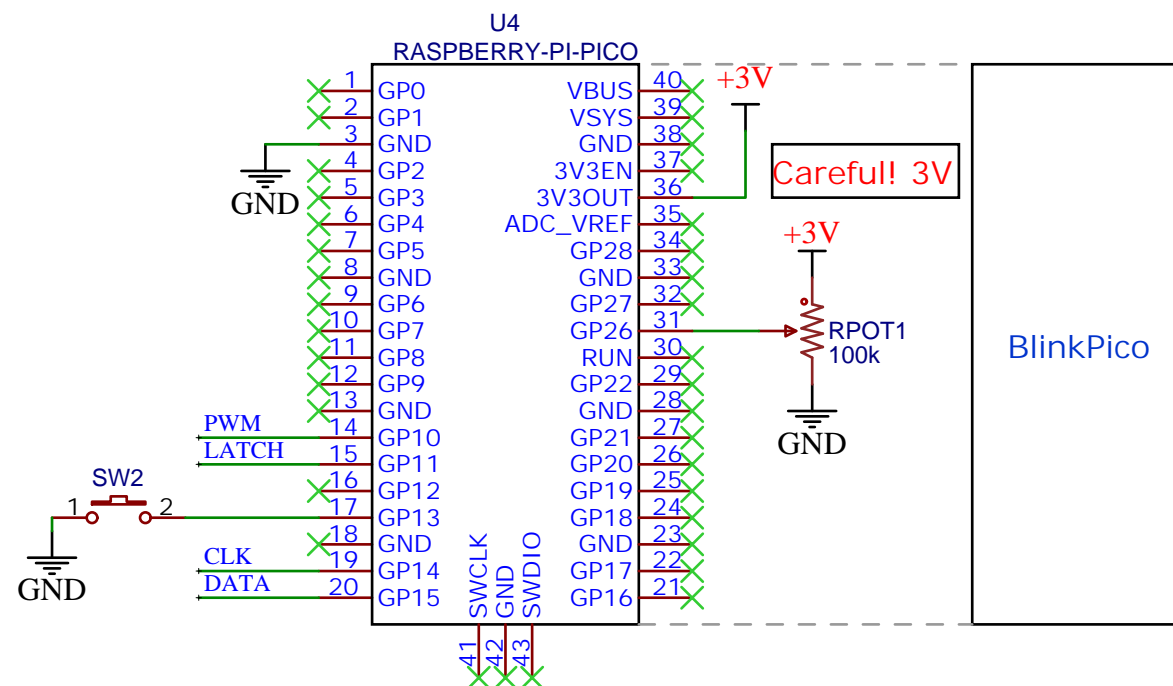 U4
RASPBERRY-PI-PICO
1 GP0 VBUS 40 +3V
2 GP1 VSYS 39
3 GND GND 38
4 GP2 3V3EN 37 Careful! 3V
GND 5 GP3 3V3OUT 36
6 GP4 ADC_VREF 35
7 GP5 GP28 34 +3V
8 GND GND 33
9 GP6 GP27 32
10 GP7 GP26 31 RPOT1
11 GP8 RUN 30 100k BlinkPico
12 GP9 GP22 29
13 GND GND 28
PWM 14 GP10 GP21 27 GND
LATCH 15 GP11 GP20 26
SW2
16 GP12 GP19 25
1 2 17 GP13 GP18 24
18 GND GND 23
CLK 19 GP14 GP17 22
GND
DATA 20 GP15 GP16 21
SWCLK GND SWDIO
41 42 43